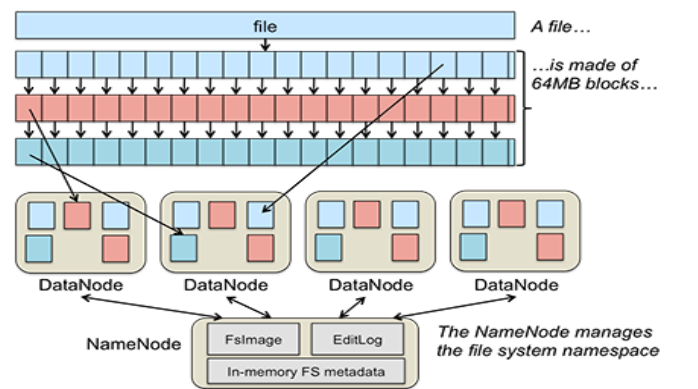 file
A file...
...is made of
64MB blocks...
DataNode
DataNode
DataNode
DataNode
NameNode
FsImage
EditLog
In-memory FS metadata
The NameNode manages
the file system namespace